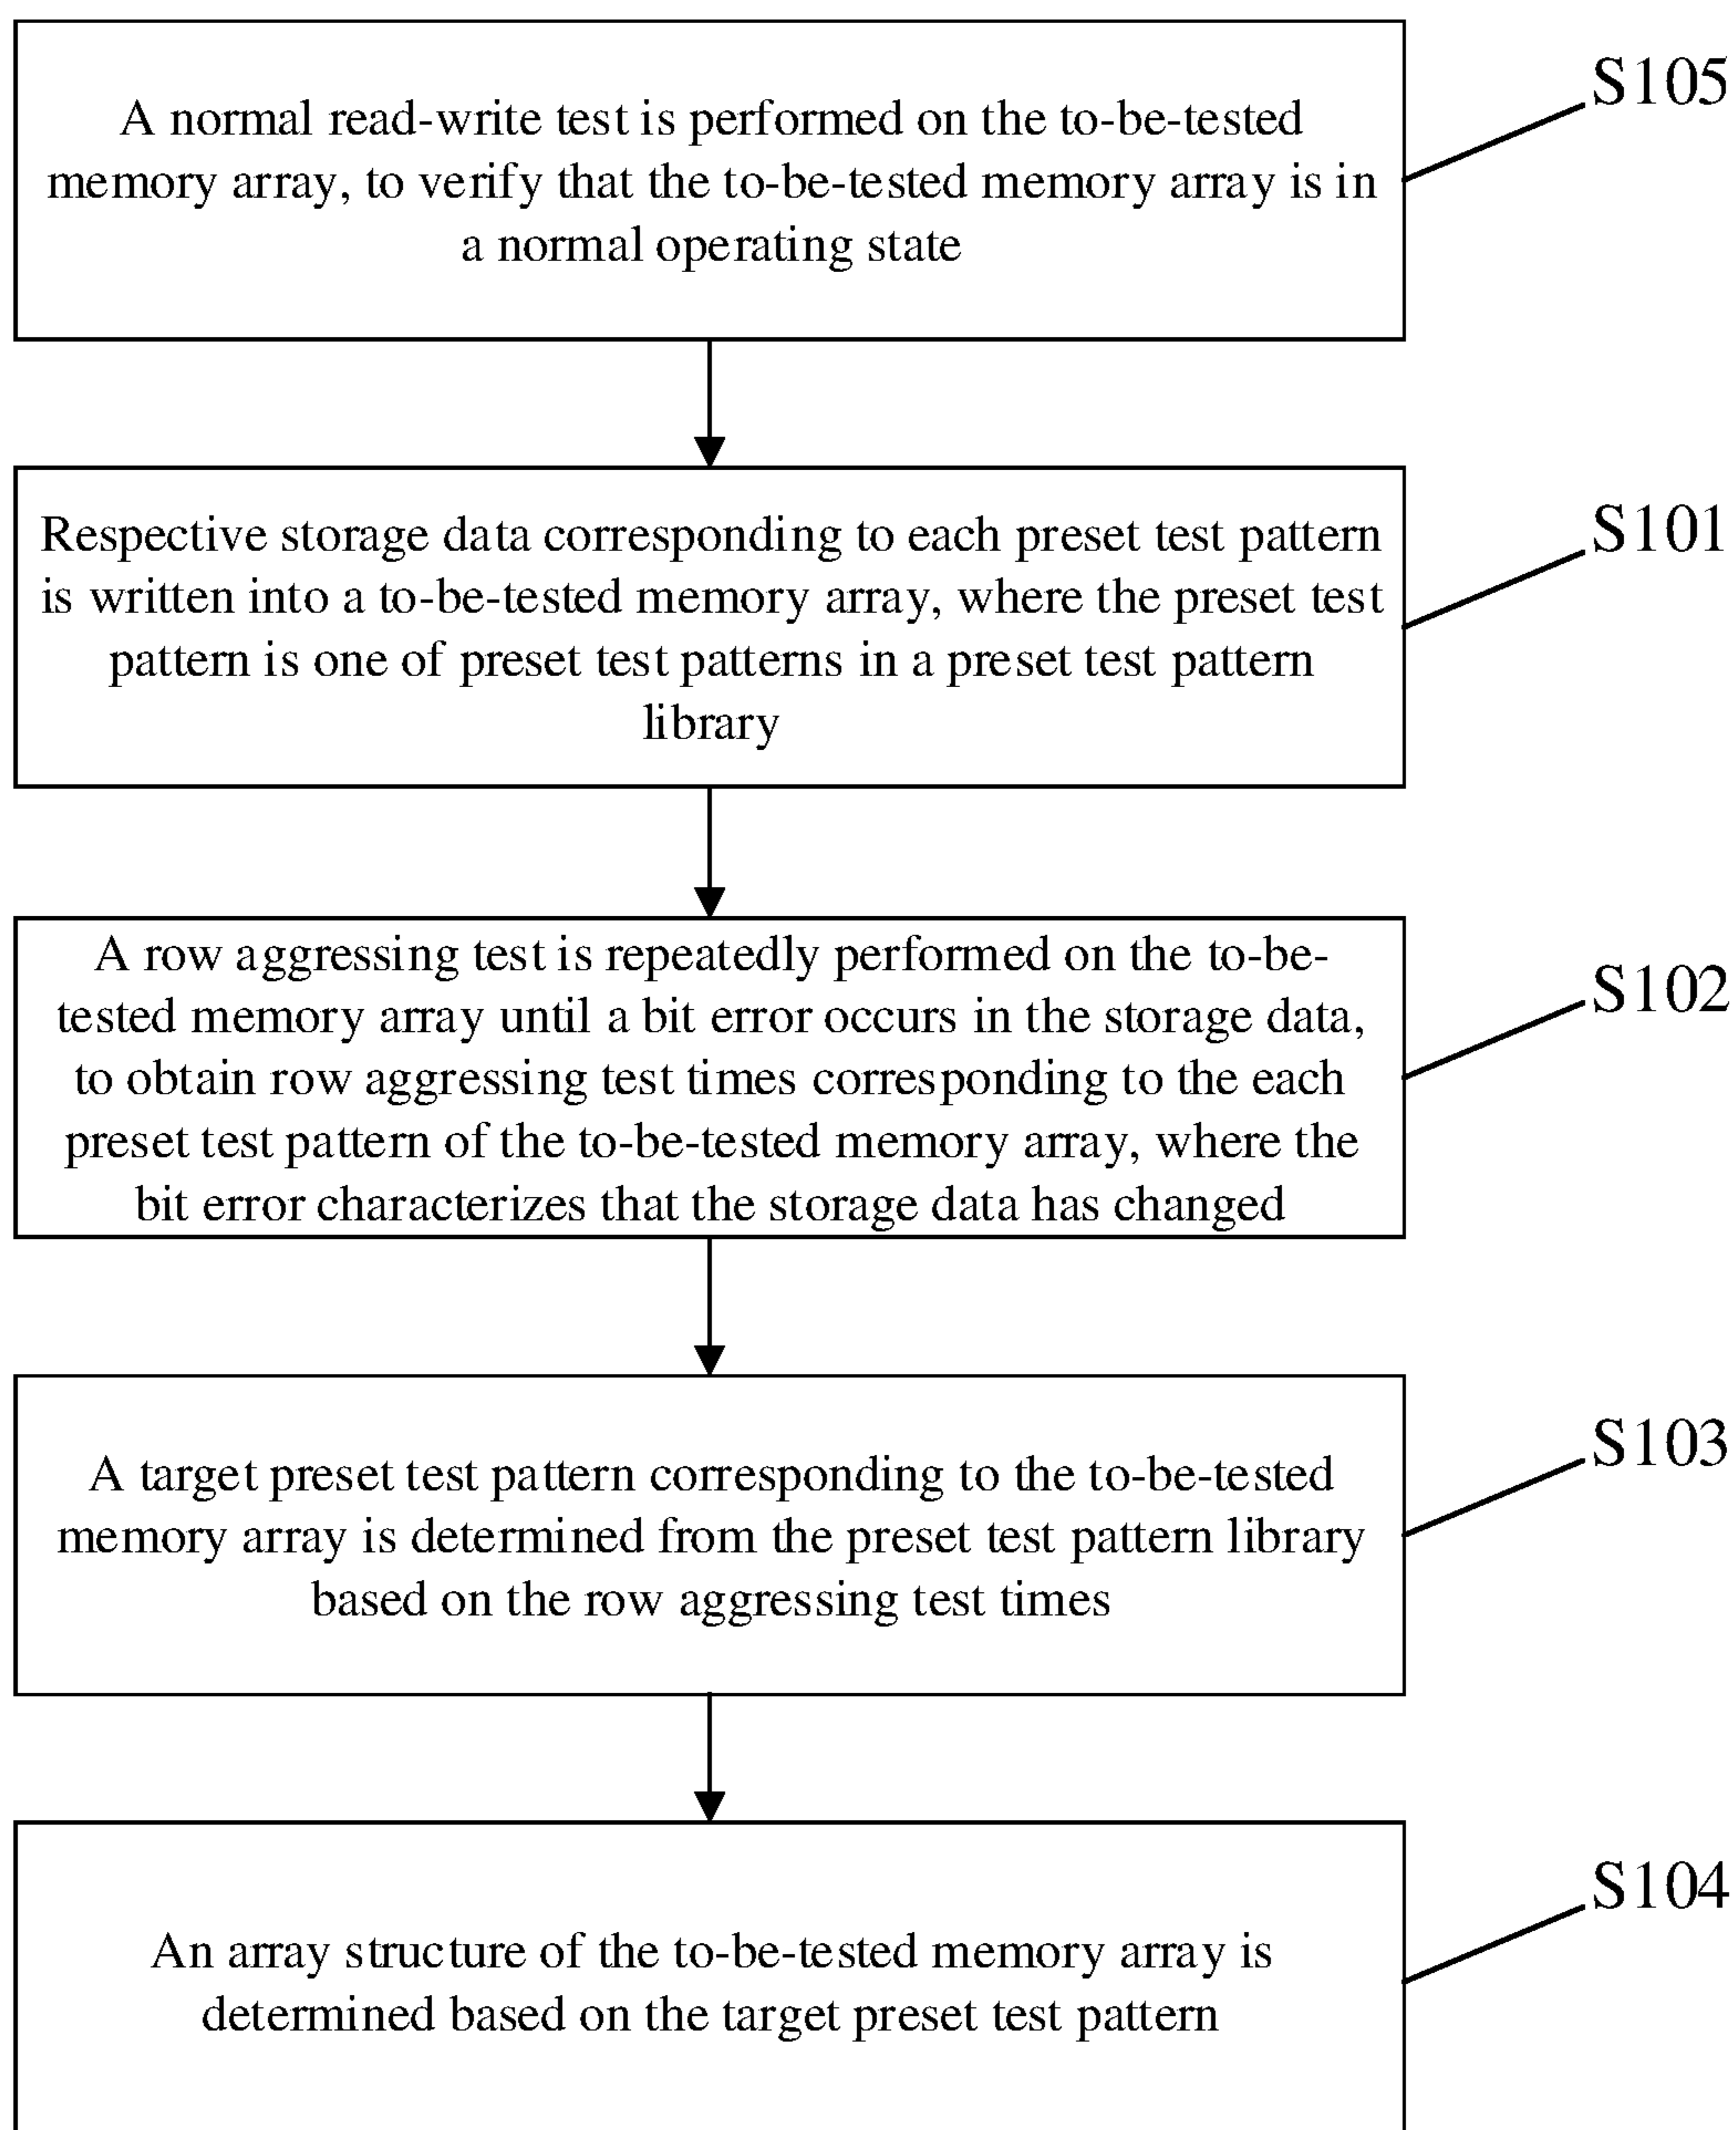 A normal read-write test is performed on the to-be-tested
memory array, to verify that the to-be-tested memory array is in
a normal operating state
S105
Respective storage data corresponding to each preset test pattern
is written into a to-be-tested memory array, where the preset test
pattern is one of preset test patterns in a preset test pattern
library
S101
A row aggressing test is repeatedly performed on the to-be-
tested memory array until a bit error occurs in the storage data,
to obtain row aggressing test times corresponding to the each
preset test pattern of the to-be-tested memory array, where the
bit error characterizes that the storage data has changed
S102
A target preset test pattern corresponding to the to-be-tested
memory array is determined from the preset test pattern library
based on the row aggressing test times
S103
An array structure of the to-be-tested memory array is
determined based on the target preset test pattern
S104